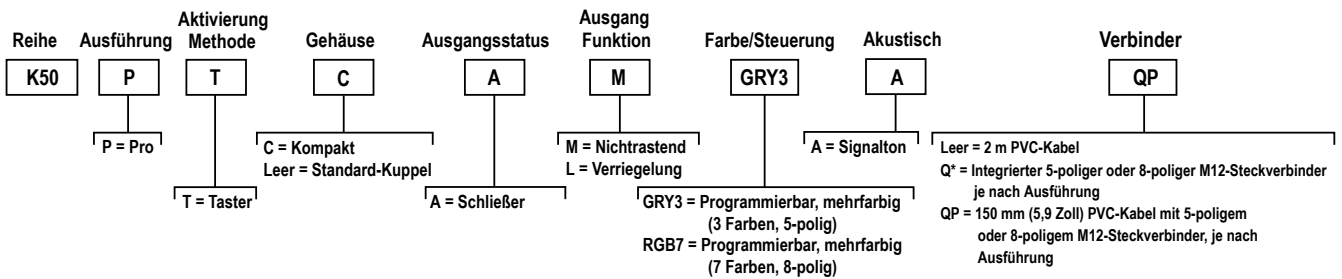 Reihe
K50
Ausführung
P
P = Pro
Aktivierung
Methode
T
T = Taster
Gehäuse
C
C = Kompakt
Leer = Standard-Kuppel
Ausgangsstatus
A
A = Schließer
Ausgang
Funktion
M
M = Nichtrastend
L = Verriegelung
Farbe/Steuerung
GRY3
GRY3 = Programmierbar, mehrfarbig
(3 Farben, 5-polig)
RGB7 = Programmierbar, mehrfarbig
(7 Farben, 8-polig)
Akustisch
A
A = Signalton
Verbinder
QP
Leer = 2 m PVC-Kabel
Q* = Integrierter 5-poliger oder 8-poliger M12-Steckverbinder
je nach Ausführung
QP = 150 mm (5,9 Zoll) PVC-Kabel mit 5-poligem
oder 8-poligem M12-Steckverbinder, je nach
Ausführung